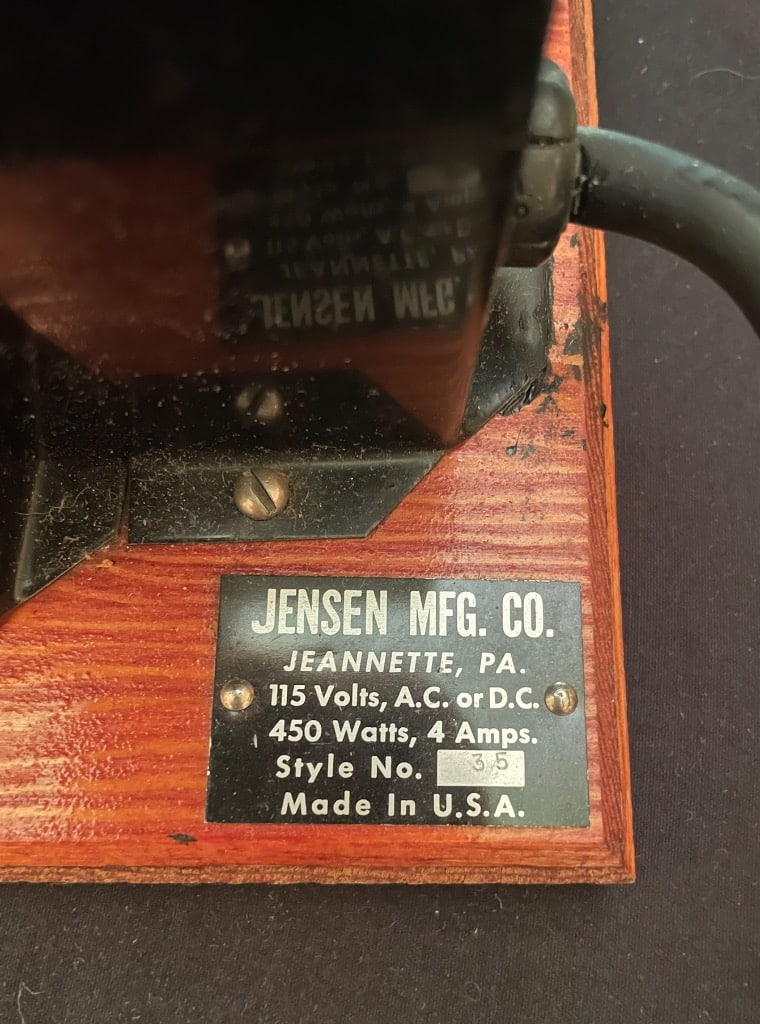 JENSEN MFG. CO.
JEANNETTE, PA.
115 Volts, A.C. or D.C.
450 Watts, 4 Amps.
Style No. 35
Made In U.S.A.